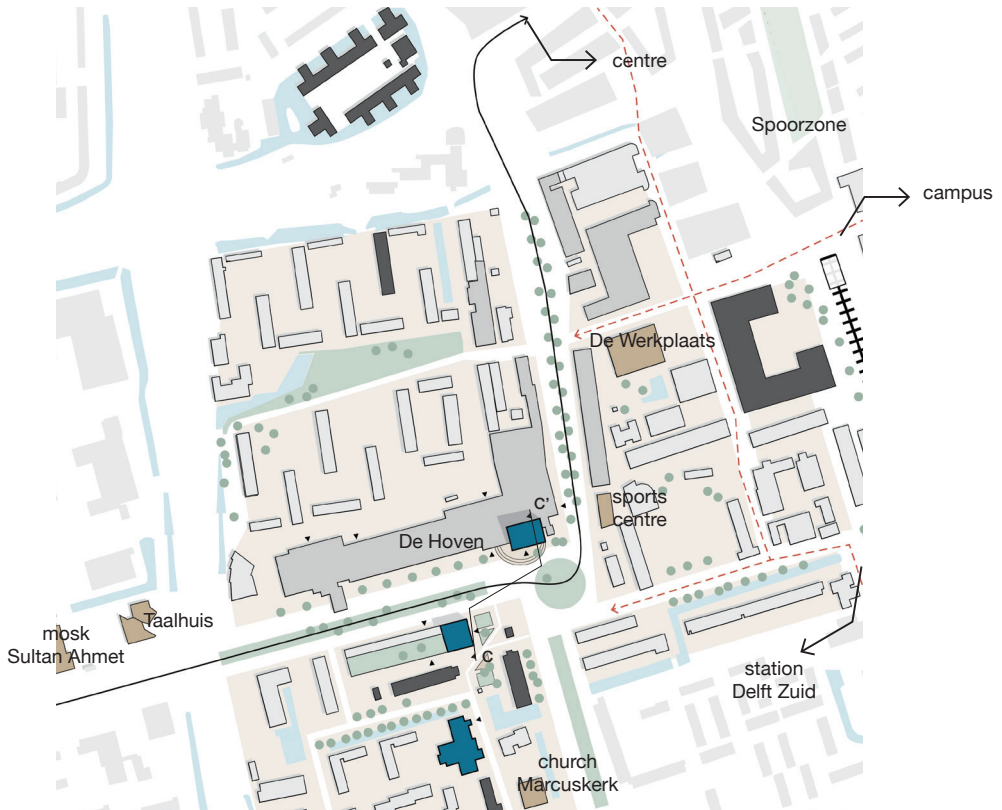 centre
Spoorzone
campus
De Werkplaats
C'
sports
centre
De Hoven
Taalhuis
mosk
Sultan Ahmet
C
station
Delft Zuid
church
Marcuskerk